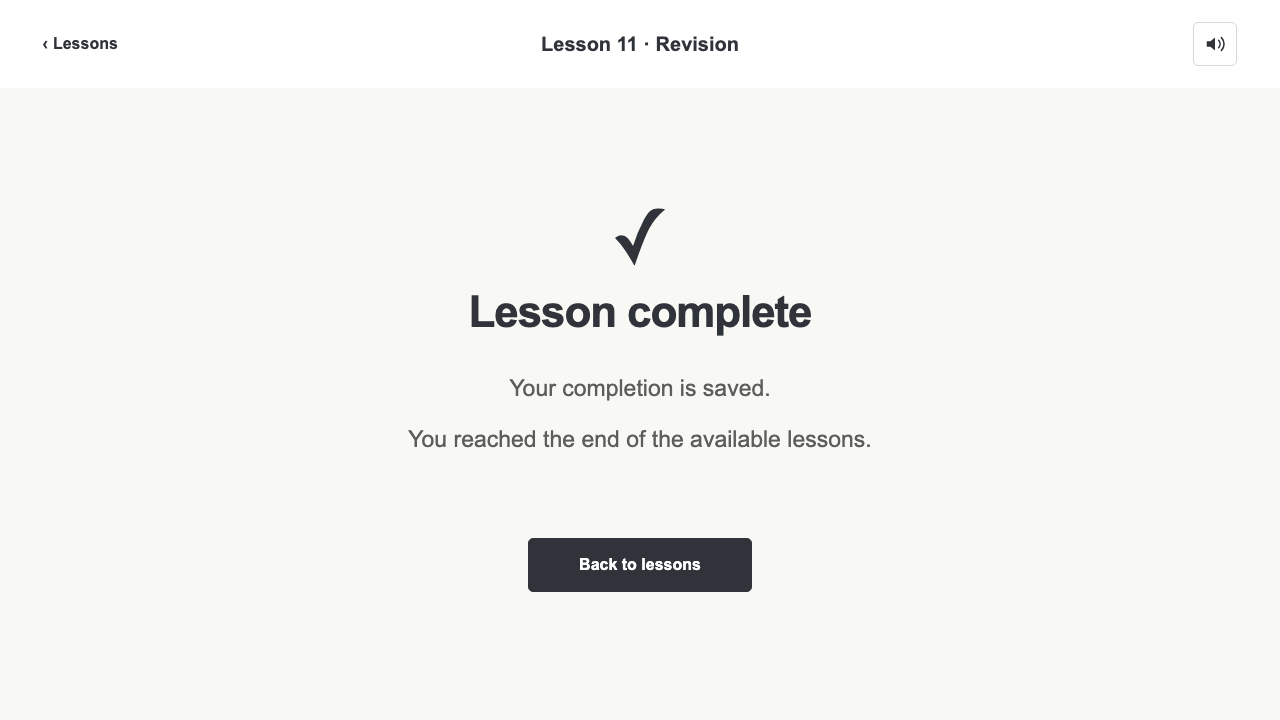 ‹ Lessons
Lesson 11 · Revision
✓
Lesson complete
Your completion is saved.
You reached the end of the available lessons.
Back to lessons